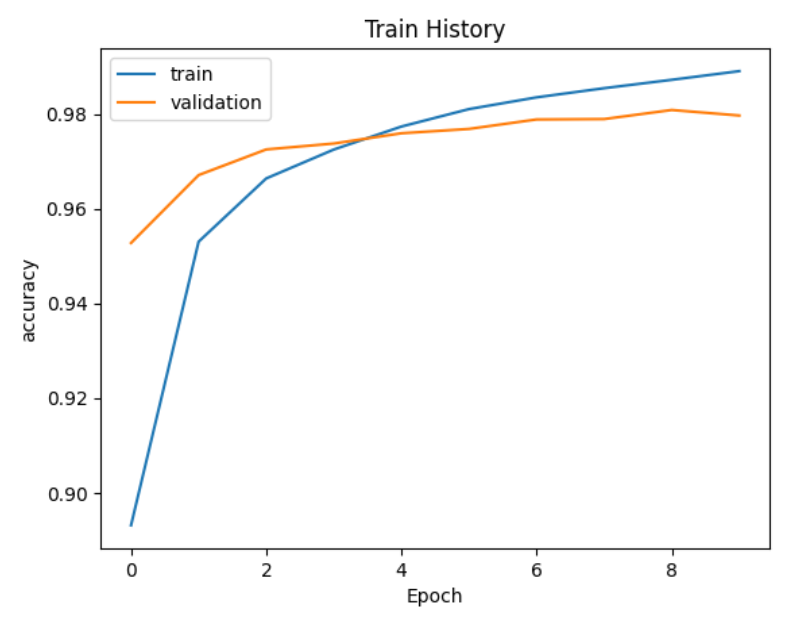 Train History
train
validation
0.98
0.96
0.94
0.92
0.90
accuracy
0 2 4 6 8
Epoch